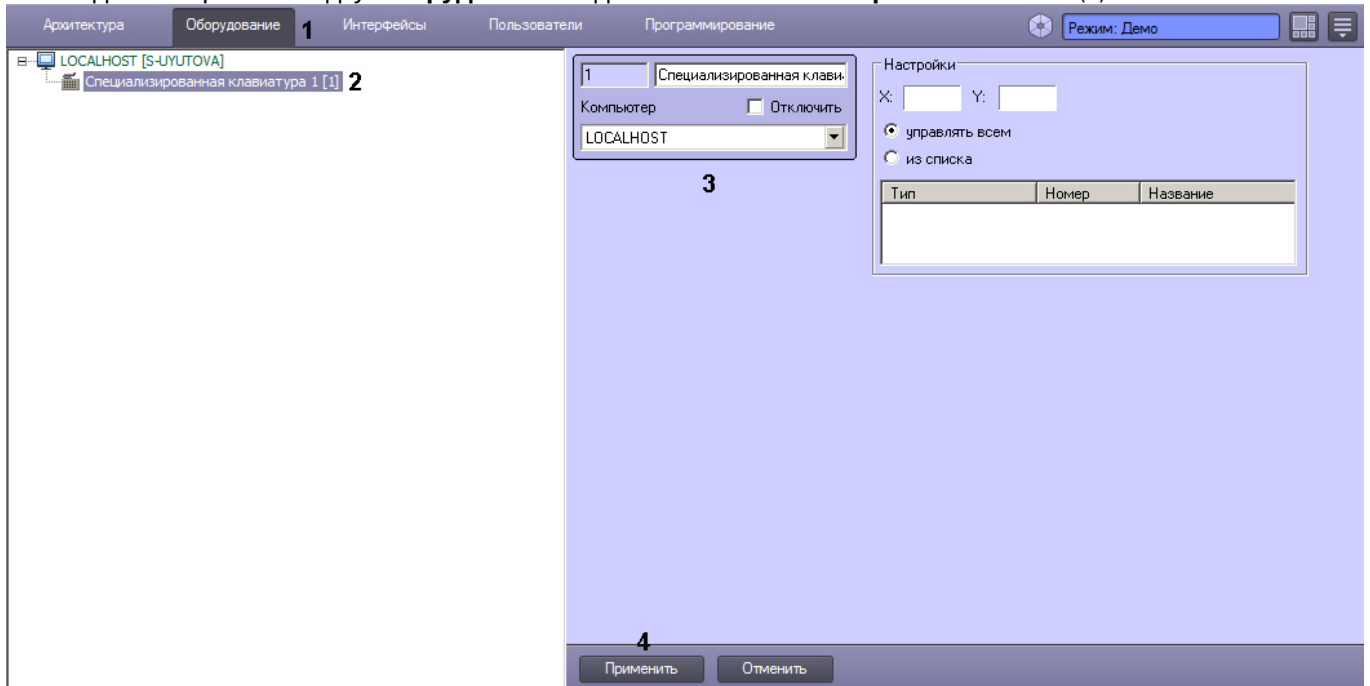 Архитектура Оборудование 1 Интерфейсы Пользователи Программирование Режим: Демо
LOCALHOST [S-UYUTOVA]
Специализированная клавиатура 1 [1] 2
1 Специализированная клави
Компьютер Отключить
LOCALHOST
3
Настройки
X: Y:
управлять всем
из списка
Тип Номер Название
4
Применить Отменить